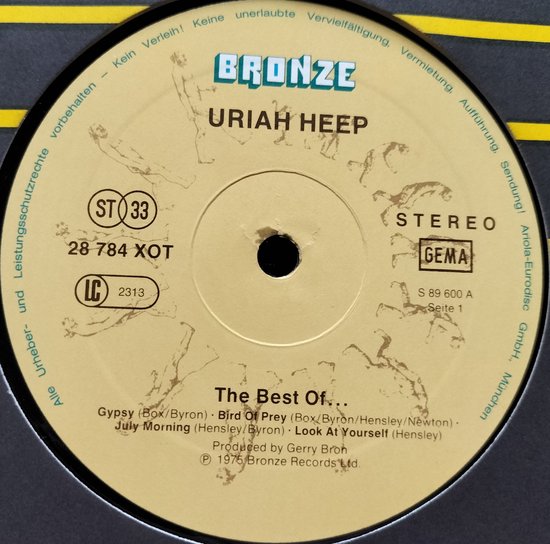 Alle Urheber- und Leistungsschutzrechte vorbehalten – Kein Verleih! Keine unerlaubte Vervielfältigung, Vermietung, Aufführung, Sendung! Ariola-Eurodisc GmbH, München
BRONZE
URIAH HEEP
ST 33
STEREO
28 784 XOT
GEMA
LC 2313
S 89 600 A
Seite 1
The Best Of...
Gypsy (Box/Byron) · Bird Of Prey (Box/Byron/Hensley/Newton) ·
July Morning (Hensley/Byron) · Look At Yourself (Hensley)
Produced by Gerry Bron
Ⓟ 1975 Bronze Records Ltd.